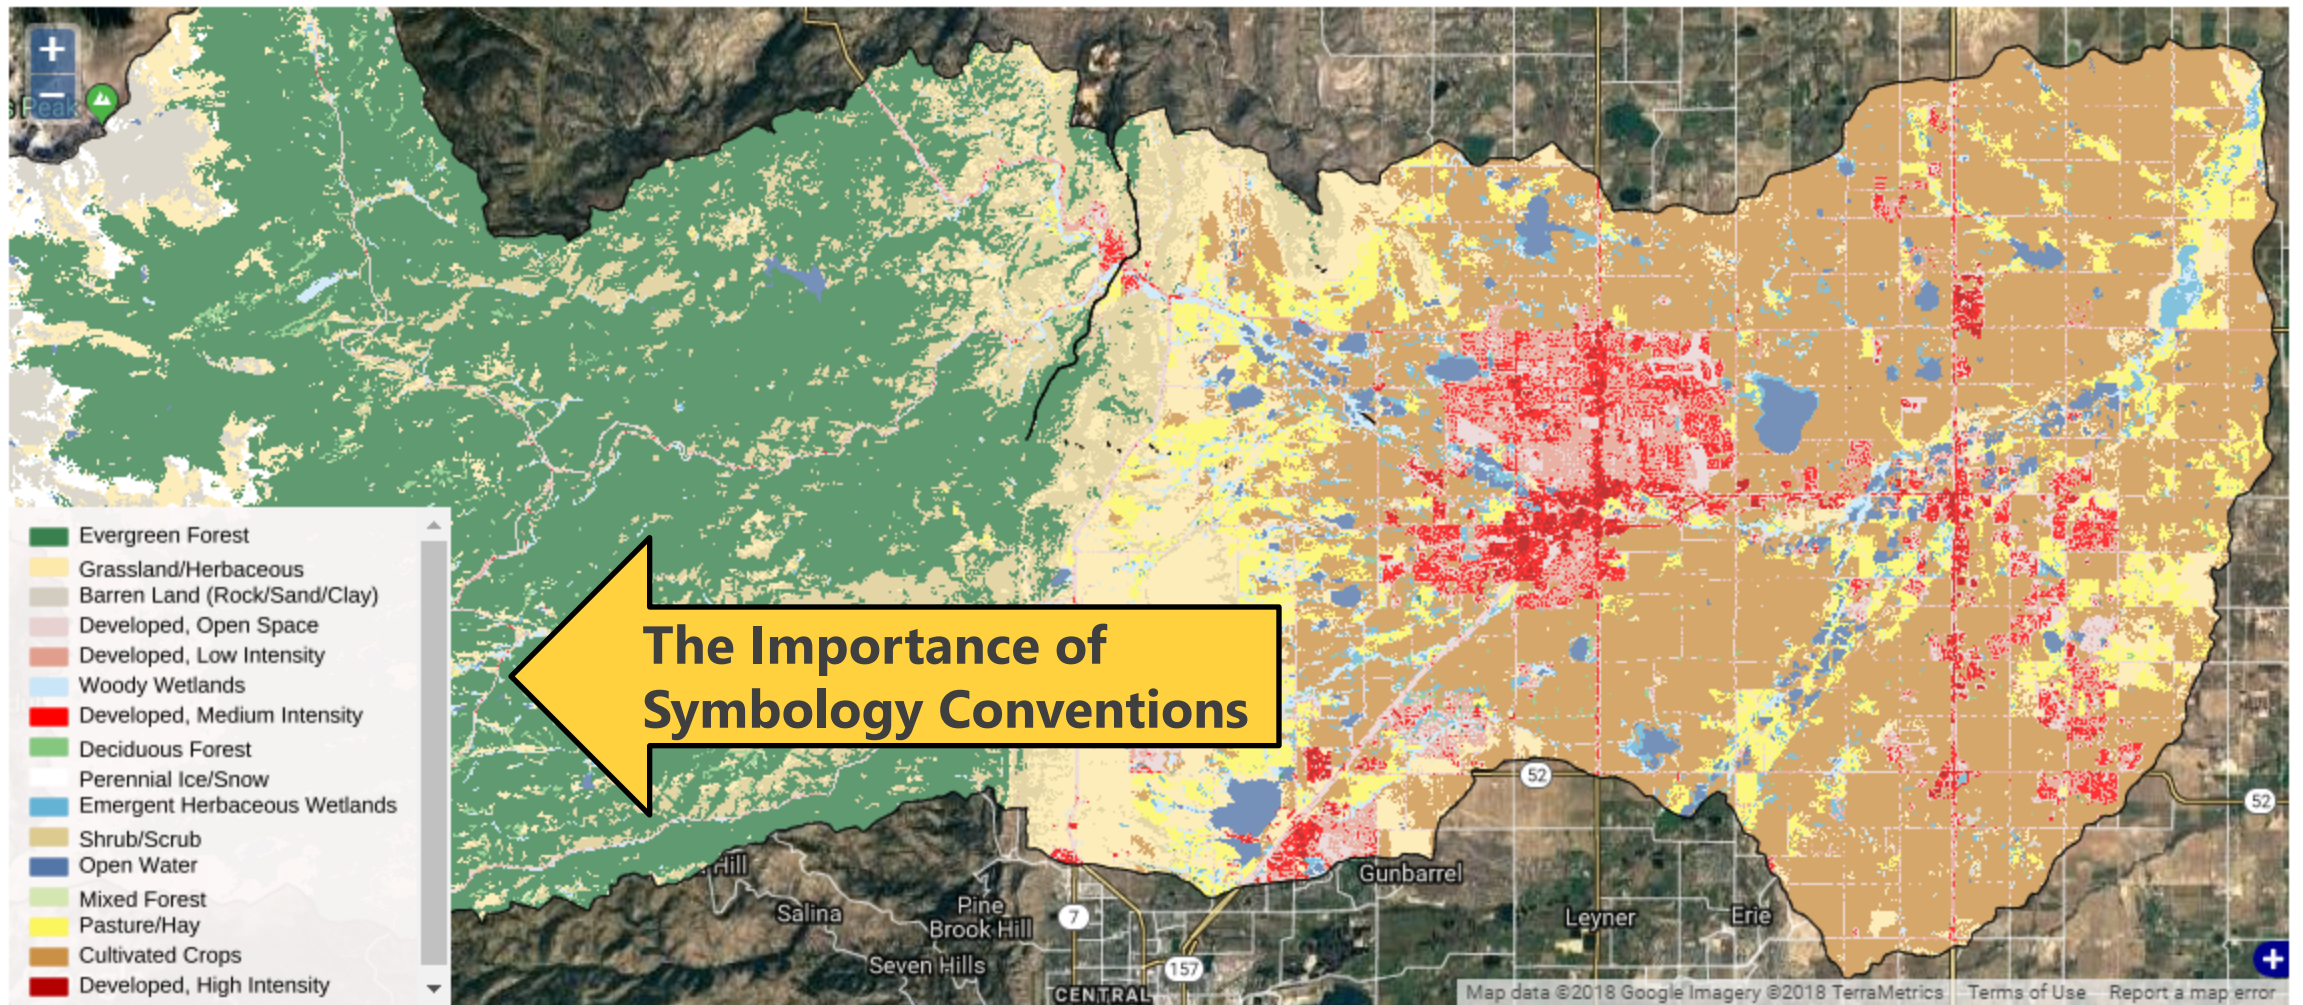 +
−
Peak
Evergreen Forest
Grassland/Herbaceous
Barren Land (Rock/Sand/Clay)
Developed, Open Space
Developed, Low Intensity
Woody Wetlands
Developed, Medium Intensity
Deciduous Forest
Perennial Ice/Snow
Emergent Herbaceous Wetlands
Shrub/Scrub
Open Water
Mixed Forest
Pasture/Hay
Cultivated Crops
Developed, High Intensity
The Importance of
Symbology Conventions
52
52
Hill
Salina
Pine
Brook Hill
Seven Hills
7
157
CENTRAL
Gunbarrel
Leyner
Erie
+
Map data ©2018 Google Imagery ©2018 TerraMetrics
Terms of Use
Report a map error